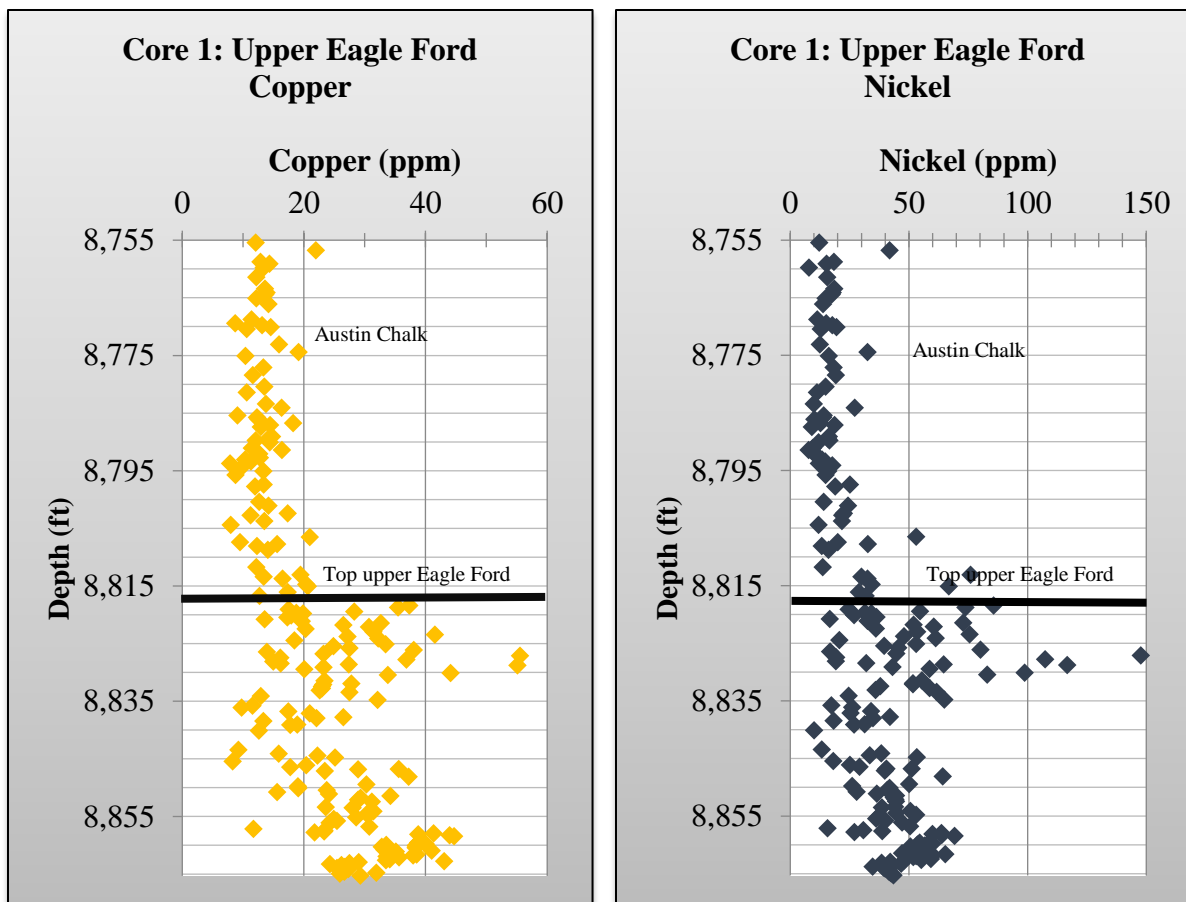 Core 1: Upper Eagle Ford
Copper
Copper (ppm)
0 20 40 60
8,755
8,775
8,795
8,815
8,835
8,855
Depth (ft)
Austin Chalk
Top upper Eagle Ford
Core 1: Upper Eagle Ford
Nickel
Nickel (ppm)
0 50 100 150
8,755
8,775
8,795
8,815
8,835
8,855
Depth (ft)
Austin Chalk
Top upper Eagle Ford